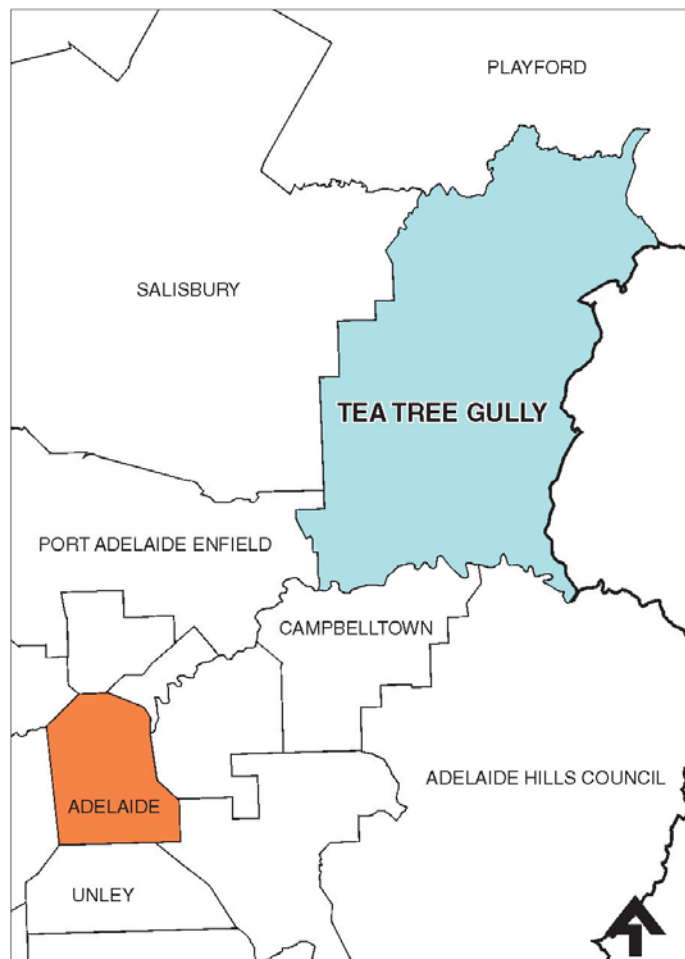 PLAYFORD
SALISBURY
TEA TREE GULLY
PORT ADELAIDE ENFIELD
CAMPBELLTOWN
ADELAIDE HILLS COUNCIL
ADELAIDE
UNLEY